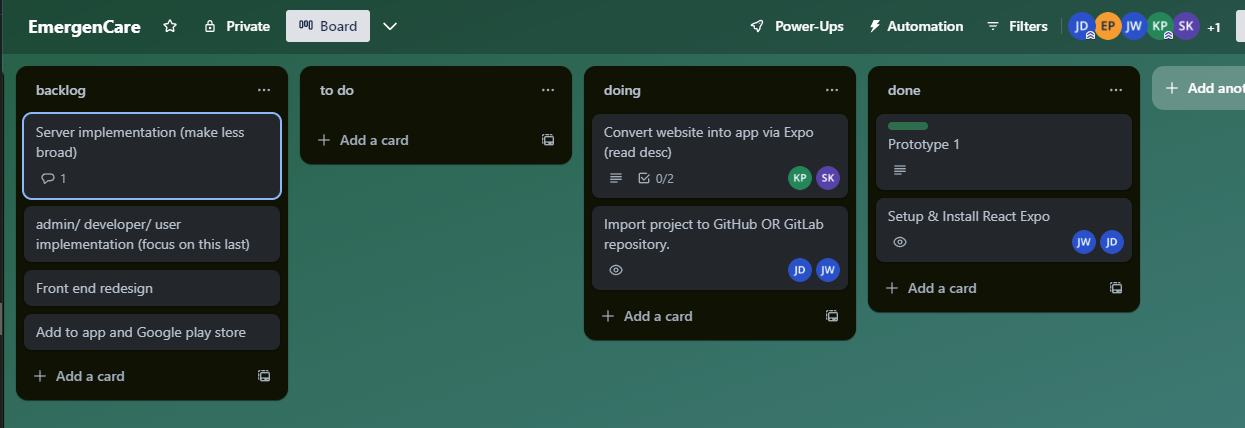 EmergenCare
Private
Board
Power-Ups
Automation
Filters
JD
EP
JW
KP
SK
+1
backlog
Server implementation (make less
broad)
1
admin/ developer/ user
implementation (focus on this last)
Front end redesign
Add to app and Google play store
+ Add a card
to do
+ Add a card
doing
Convert website into app via Expo
(read desc)
0/2
KP
SK
Import project to GitHub OR GitLab
repository.
JD
JW
+ Add a card
done
Prototype 1
Setup & Install React Expo
JW
JD
+ Add a card
+ Add anot